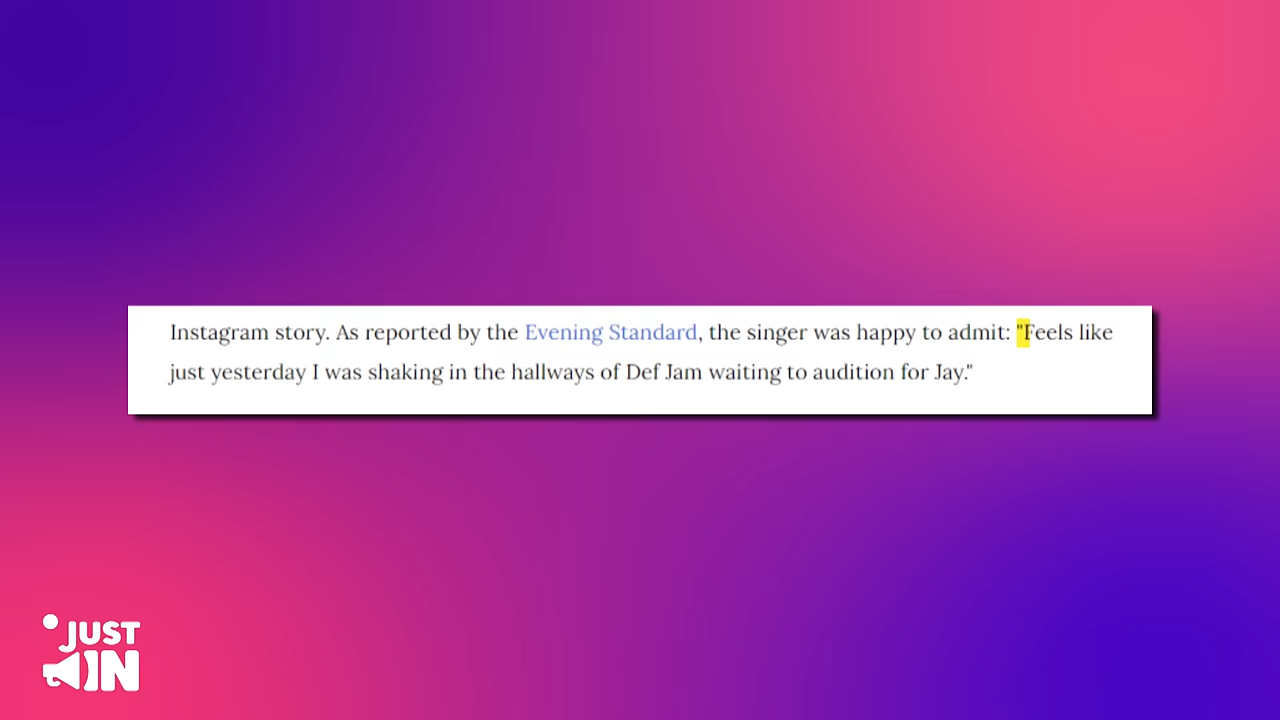 Instagram story. As reported by the Evening Standard, the singer was happy to admit: "Feels like
just yesterday I was shaking in the hallways of Def Jam waiting to audition for Jay."
JUST
IN